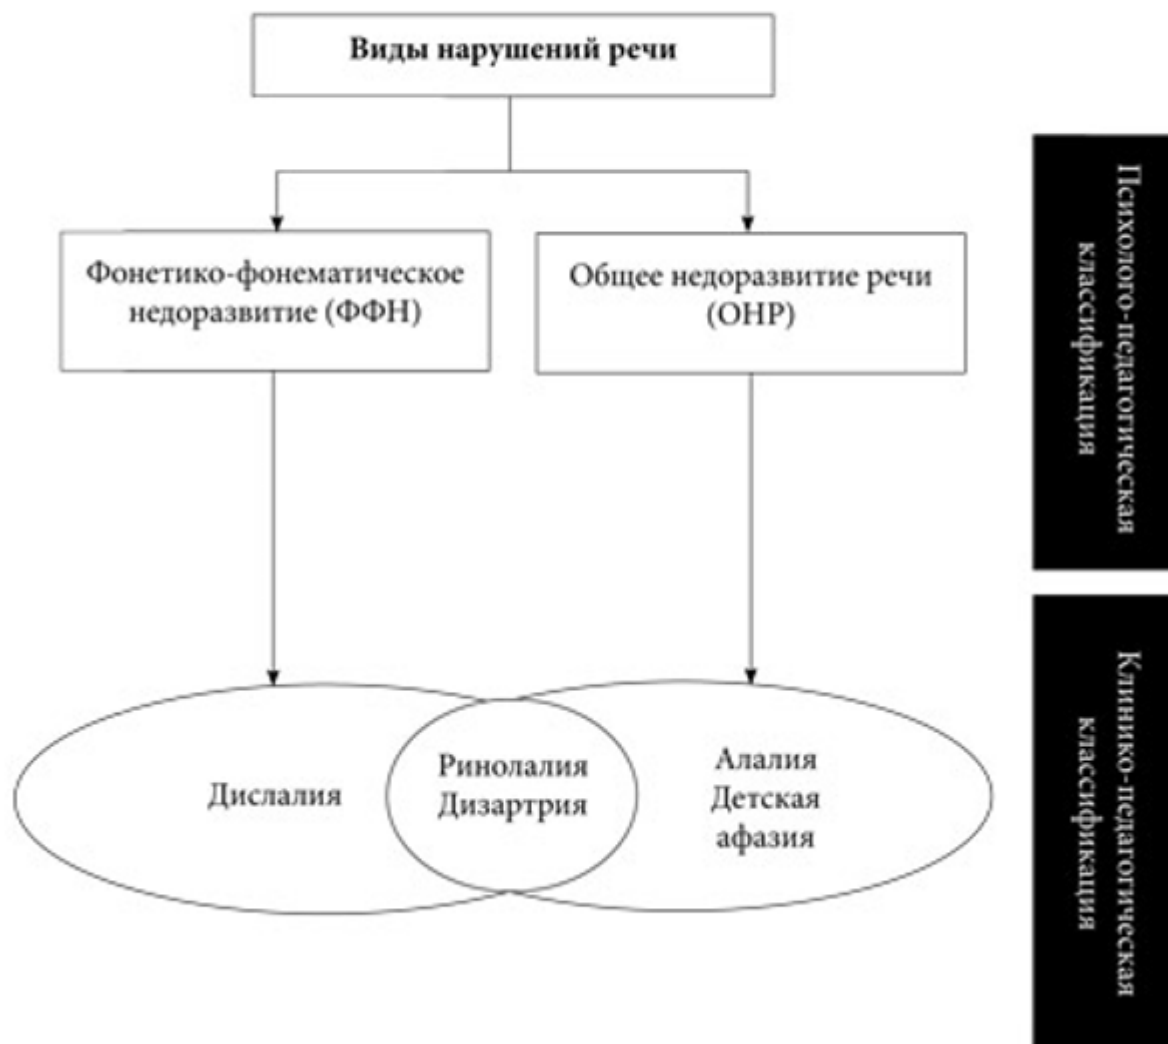 Виды нарушений речи
Фонетико-фонематическое
недоразвитие (ФФН)
Общее недоразвитие речи
(ОНР)
Психолого-педагогическая
классификация
Дислалия
Ринолалия
Дизартрия
Алалия
Детская
афазия
Клинико-педагогическая
классификация